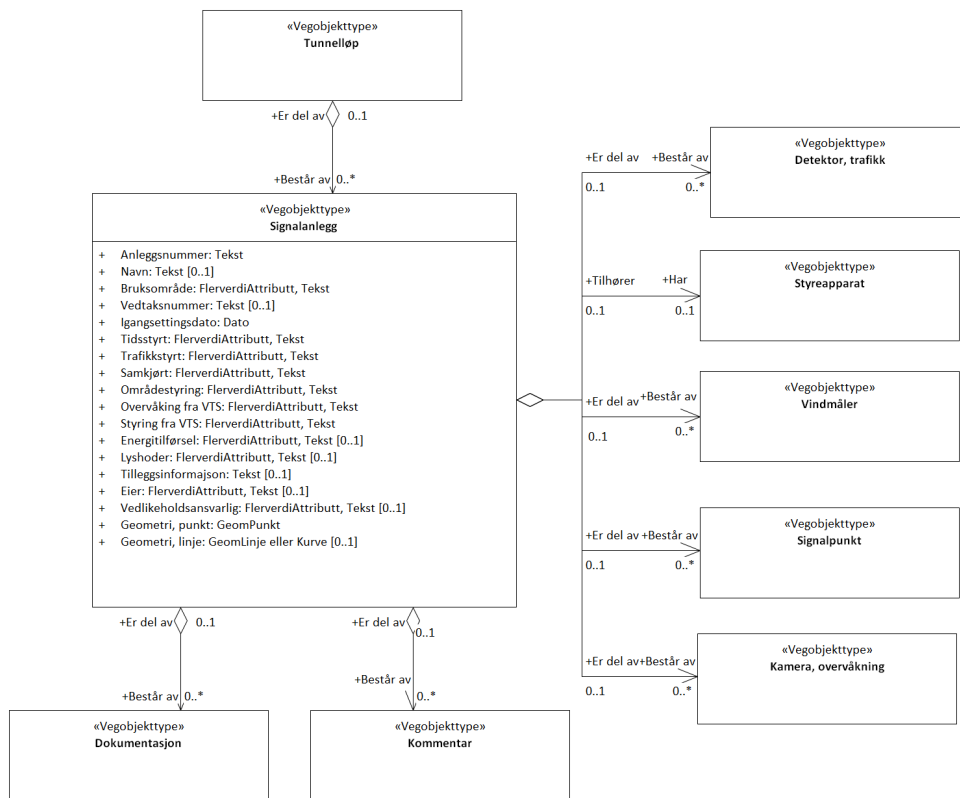 «Vegobjekttype»
Tunnelløp
+Er del av 0..1
+Består av 0..*
«Vegobjekttype»
Signalanlegg
+ Anleggsnummer: Tekst
+ Navn: Tekst [0..1]
+ Bruksområde: FlerverdiAttributt, Tekst
+ Vedtaksnummer: Tekst [0..1]
+ Igangsettingsdato: Dato
+ Tidsstyrt: FlerverdiAttributt, Tekst
+ Trafikkstyrt: FlerverdiAttributt, Tekst
+ Samkjørt: FlerverdiAttributt, Tekst
+ Områdestyring: FlerverdiAttributt, Tekst
+ Overvåking fra VTS: FlerverdiAttributt, Tekst
+ Styring fra VTS: FlerverdiAttributt, Tekst
+ Energitilførsel: FlerverdiAttributt, Tekst [0..1]
+ Lyshoder: FlerverdiAttributt, Tekst [0..1]
+ Tilleggsinformajson: Tekst [0..1]
+ Eier: FlerverdiAttributt, Tekst [0..1]
+ Vedlikeholdsansvarlig: FlerverdiAttributt, Tekst [0..1]
+ Geometri, punkt: GeomPunkt
+ Geometri, linje: GeomLinje eller Kurve [0..1]
+Er del av +Består av
0..1 0..*
«Vegobjekttype»
Detektor, trafikk
+Tilhører +Har
0..1 0..1
«Vegobjekttype»
Styreapparat
+Er del av +Består av
0..1 0..*
«Vegobjekttype»
Vindmåler
+Er del av +Består av
0..1 0..*
«Vegobjekttype»
Signalpunkt
+Er del av +Består av
0..1 0..*
«Vegobjekttype»
Kamera, overvåkning
+Er del av 0..1
+Består av 0..*
«Vegobjekttype»
Dokumentasjon
+Er del av 0..1
+Består av 0..*
«Vegobjekttype»
Kommentar